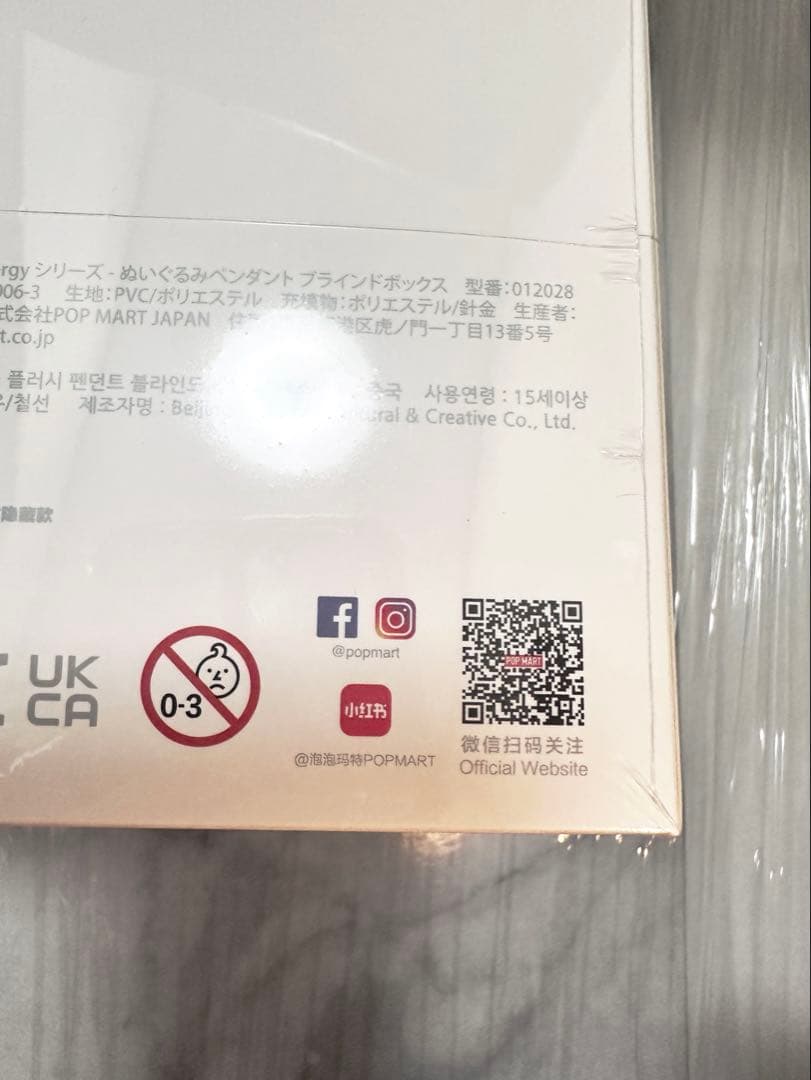 ergy シリーズ - ぬいぐるみペンダント ブラインドボックス 型番:012028
006-3 生地:PVC/ポリエステル 充填物:ポリエステル/針金 生産者:
式会社POP MART JAPAN 港区虎ノ門一丁目13番5号
t.co.jp
플러시 펜던트 블라인드 중국 사용연령 : 15세이상
/철선 제조자명 : Beiji ural & Creative Co., Ltd.
隐藏款
UK
CA
0-3
@popmart
小红书
@泡泡玛特POPMART
POP MART
微信扫码关注
Official Website